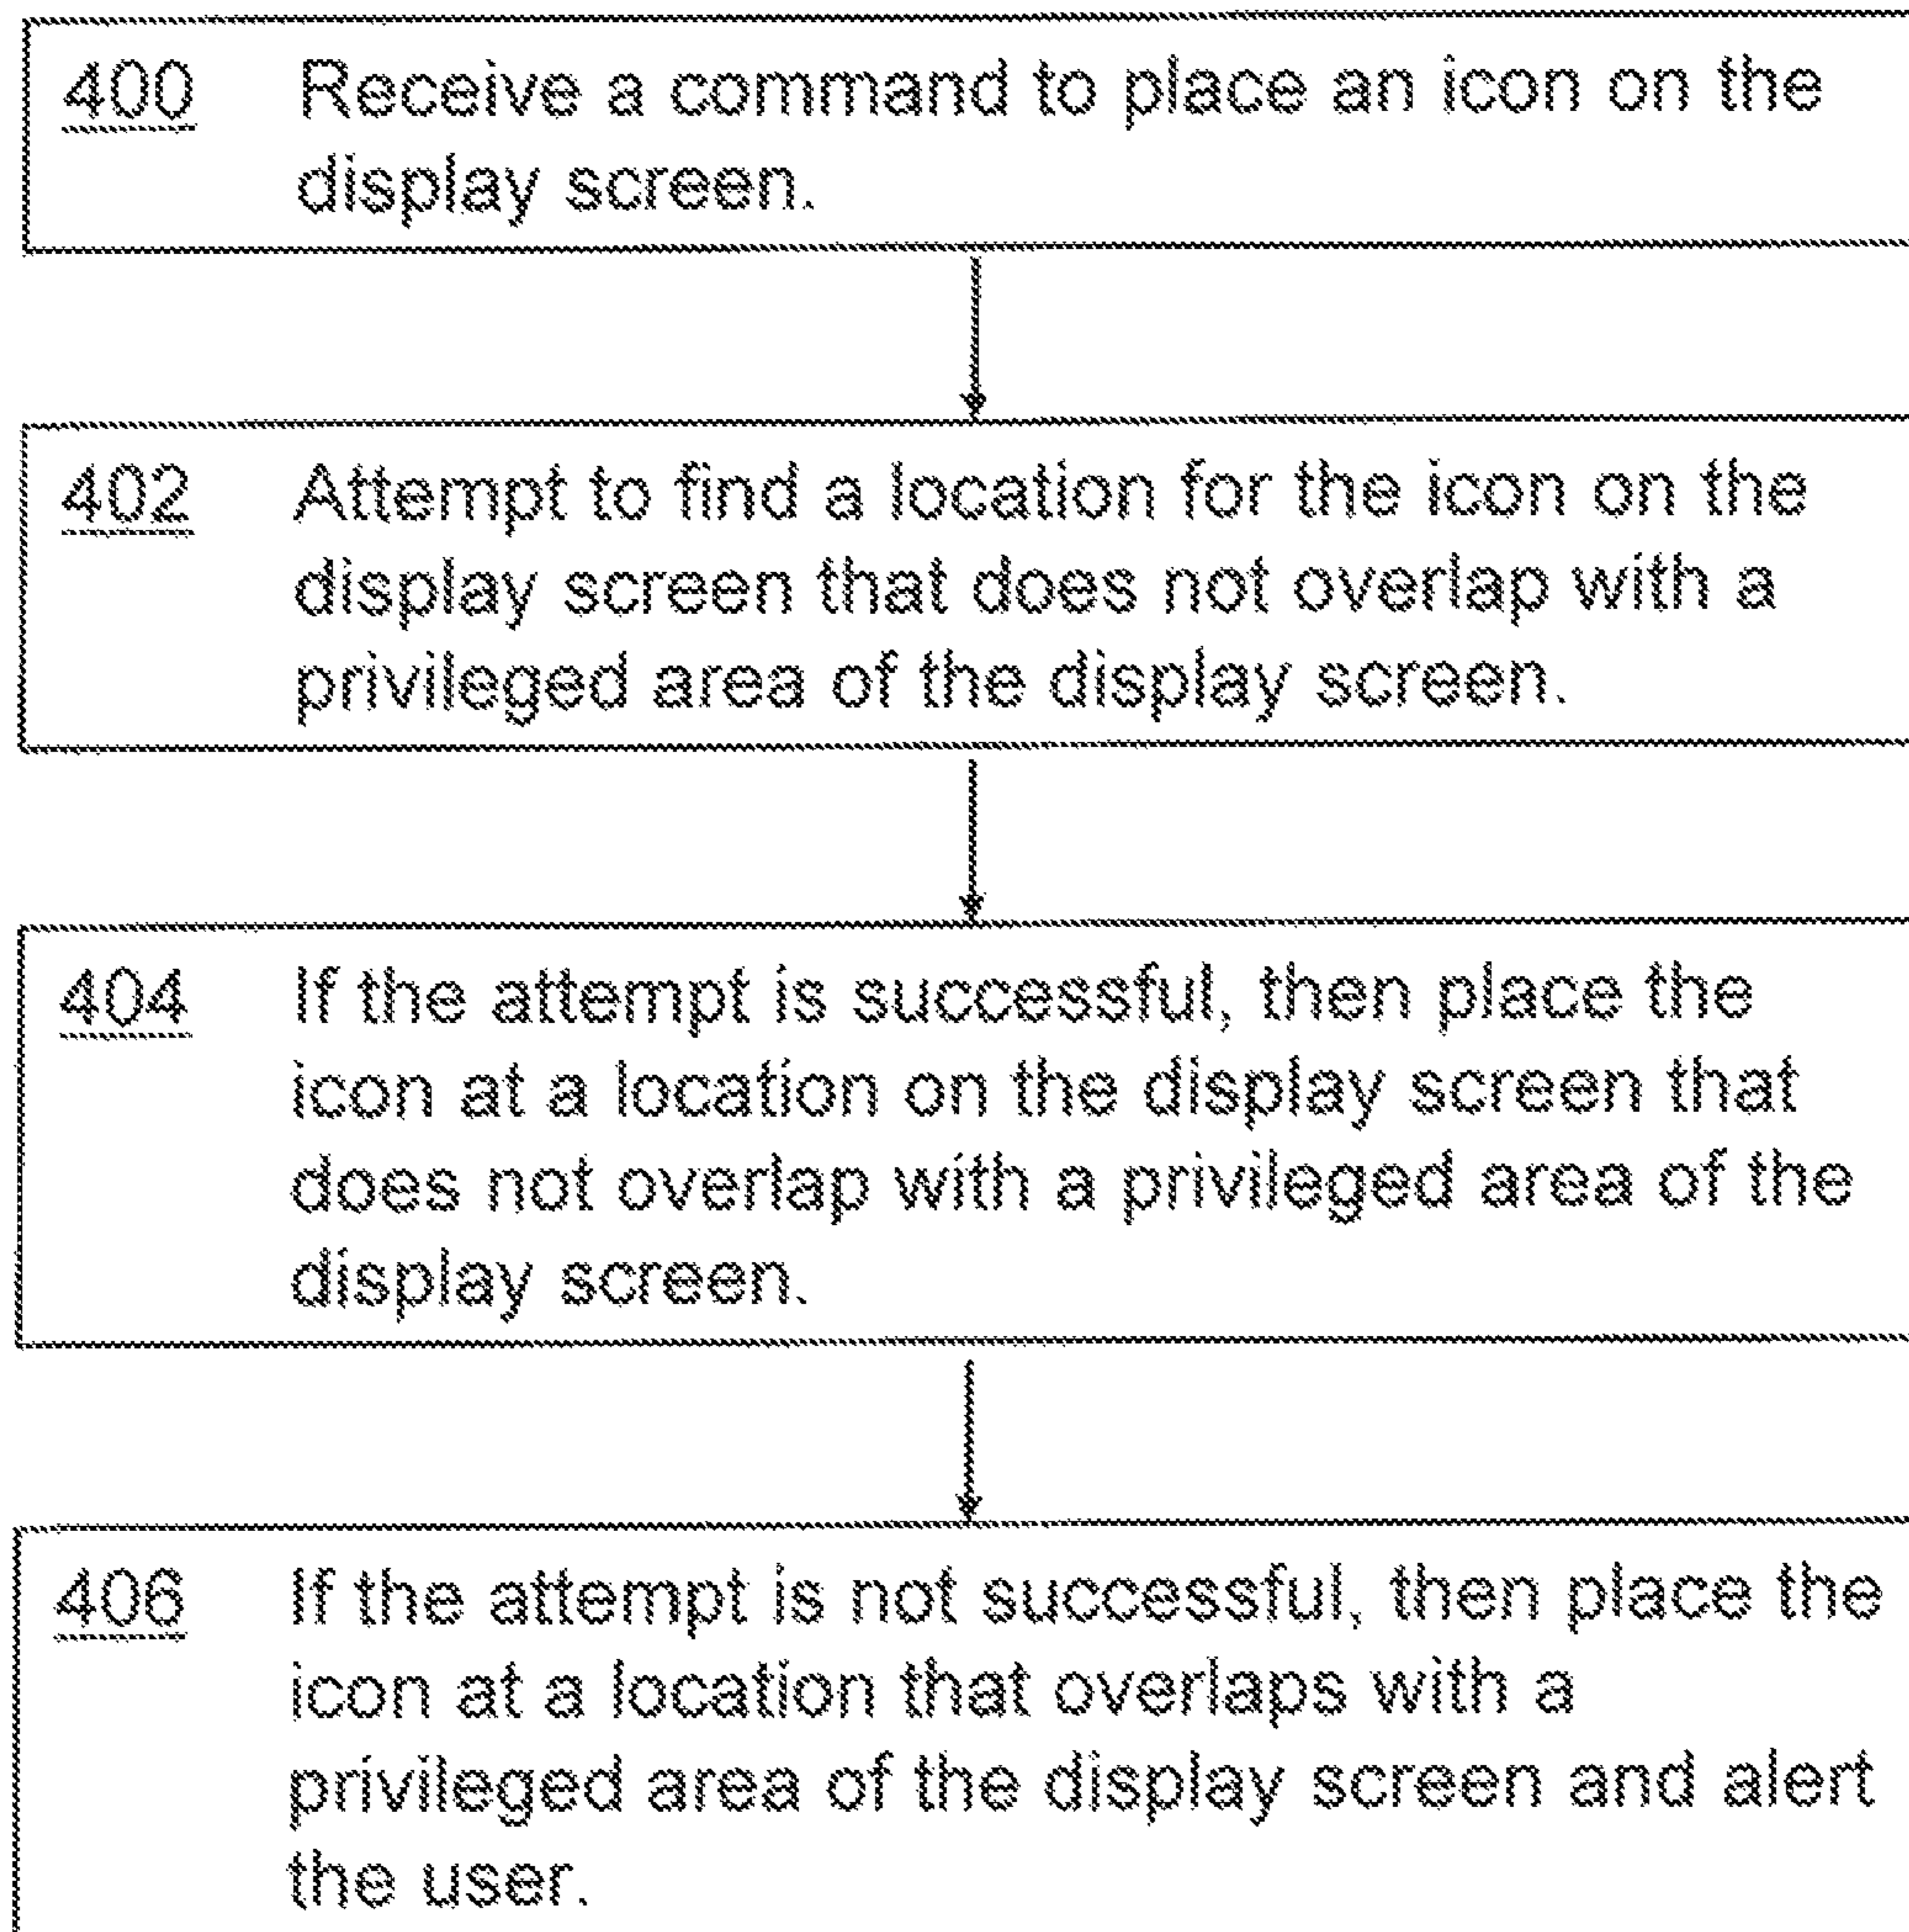 400 Receive a command to place an icon on the
display screen.
402 Attempt to find a location for the icon on the
display screen that does not overlap with a
privileged area of the display screen.
404 If the attempt is successful, then place the
icon at a location on the display screen that
does not overlap with a privileged area of the
display screen.
406 If the attempt is not successful, then place the
icon at a location that overlaps with a
privileged area of the display screen and alert
the user.